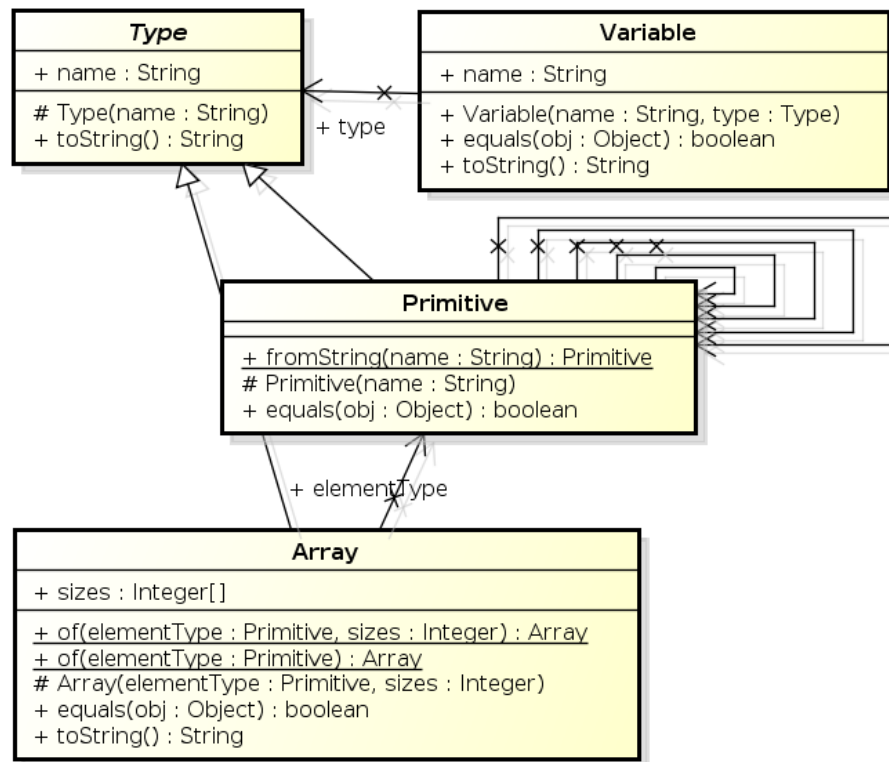 Type
+ name : String
# Type(name : String)
+ toString() : String
Variable
+ name : String
+ Variable(name : String, type : Type)
+ equals(obj : Object) : boolean
+ toString() : String
+ type
Primitive
+ fromString(name : String) : Primitive
# Primitive(name : String)
+ equals(obj : Object) : boolean
+ elementType
Array
+ sizes : Integer[]
+ of(elementType : Primitive, sizes : Integer) : Array
+ of(elementType : Primitive) : Array
# Array(elementType : Primitive, sizes : Integer)
+ equals(obj : Object) : boolean
+ toString() : String